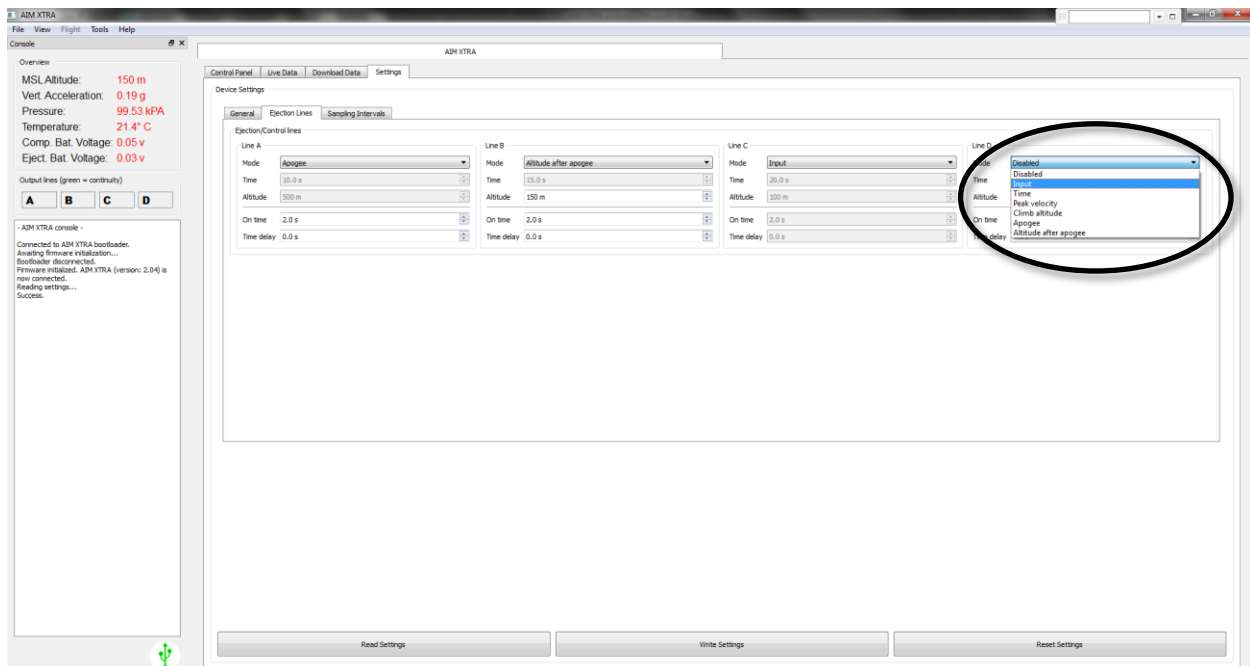 AIM XTRA
File View Flight Tools Help
Console
Overview
MSL Altitude: 150 m
Vert. Acceleration: 0.19 g
Pressure: 99.53 kPA
Temperature: 21.4° C
Comp. Bat. Voltage: 0.05 v
Eject. Bat. Voltage: 0.03 v
Output lines (green = continuity)
A B C D
- AIM XTRA console -
Connected to AIM XTRA bootloader.
Awaiting firmware initialization...
Bootloader disconnected.
Firmware initialized. AIM XTRA (version: 2.04) is
now connected.
Reading settings...
Success.
AIM XTRA
Control Panel Live Data Download Data Settings
Device Settings
General Ejection Lines Sampling Intervals
Ejection/Control lines
Line A
Mode Apogee
Time 10.0 s
Altitude 500 m
On time 2.0 s
Time delay 0.0 s
Line B
Mode Altitude after apogee
Time 15.0 s
Altitude 150 m
On time 2.0 s
Time delay 0.0 s
Line C
Mode Input
Time 20.0 s
Altitude 100 m
On time 2.0 s
Time delay 0.0 s
Line D
Mode Disabled
Disabled
Time Input
Time
Altitude Peak velocity
Climb altitude
On time Apogee
Altitude after apogee
Time delay
Read Settings Write Settings Reset Settings